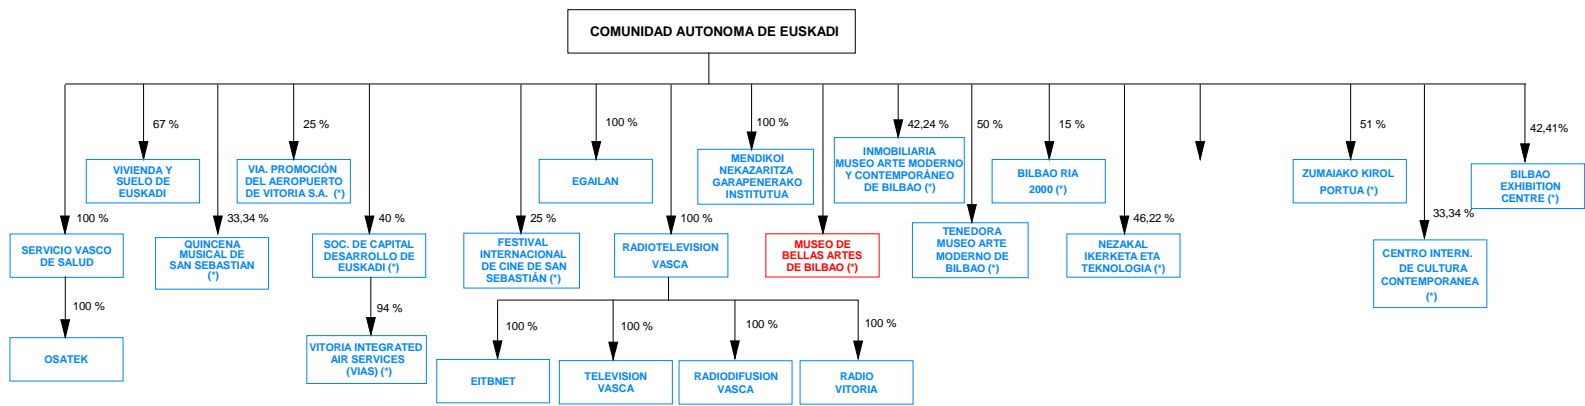 COMUNIDAD AUTONOMA DE EUSKADI
67 %
25 %
100 %
100 %
42,24 %
50 %
15 %
51 %
42,41%
VIVIENDA Y
SUELO DE
EUSKADI
VIA. PROMOCIÓN
DEL AEROPUERTO
DE VITORIA S.A. (*)
EGAILAN
MENDIKOI
NEKAZARITZA
GARAPENERAKO
INSTITUTUA
INMOBILIARIA
MUSEO ARTE MODERNO
Y CONTEMPORÁNEO
DE BILBAO (*)
BILBAO RIA
2000 (*)
ZUMAIAKO KIROL
PORTUA (*)
BILBAO
EXHIBITION
CENTRE (*)
100 %
33,34 %
40 %
25 %
100 %
46,22 %
33,34 %
SERVICIO VASCO
DE SALUD
QUINCENA
MUSICAL DE
SAN SEBASTIAN
(*)
SOC. DE CAPITAL
DESARROLLO DE
EUSKADI (*)
FESTIVAL
INTERNACIONAL
DE CINE DE SAN
SEBASTIÁN (*)
RADIOTELEVISION
VASCA
MUSEO DE
BELLAS ARTES
DE BILBAO (*)
TENEDORA
MUSEO ARTE
MODERNO DE
BILBAO (*)
NEZAKAL
IKERKETA ETA
TEKNOLOGIA (*)
CENTRO INTERN.
DE CULTURA
CONTEMPORANEA
(*)
100 %
94 %
100 %
100 %
100 %
100 %
OSATEK
VITORIA INTEGRATED
AIR SERVICES
(VIAS) (*)
EITBNET
TELEVISION
VASCA
RADIODIFUSION
VASCA
RADIO
VITORIA